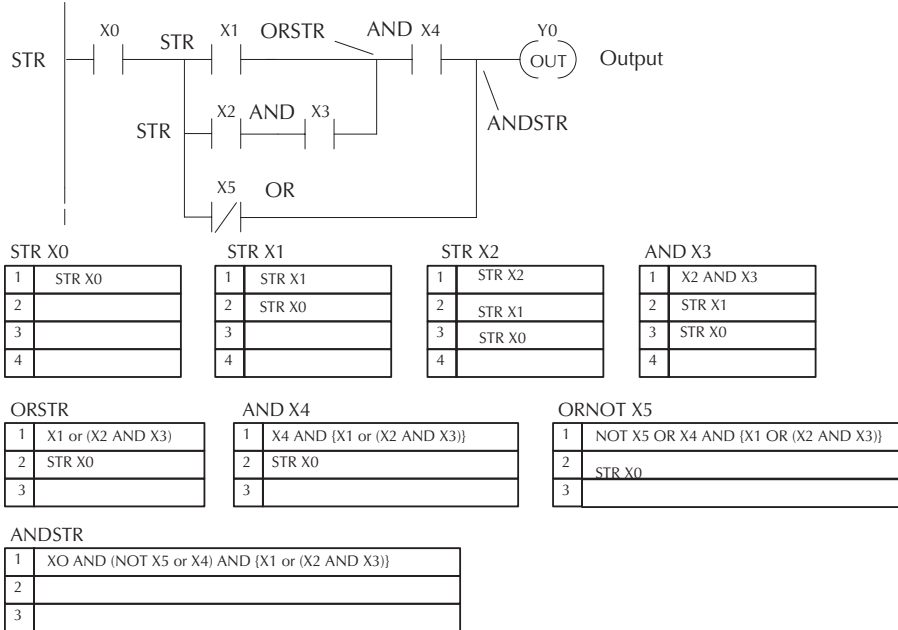 X0
STR
X1
ORSTR
AND X4
Y0
STR
OUT
Output
X2 AND X3
STR
ANDSTR
X5
OR
STR X0
1 STR X0
2
3
4
STR X1
1 STR X1
2 STR X0
3
4
STR X2
1 STR X2
2 STR X1
3 STR X0
4
AND X3
1 X2 AND X3
2 STR X1
3 STR X0
4
ORSTR
1 X1 or (X2 AND X3)
2 STR X0
3
AND X4
1 X4 AND {X1 or (X2 AND X3)}
2 STR X0
3
ORNOT X5
1 NOT X5 OR X4 AND {X1 OR (X2 AND X3)}
2 STR X0
3
ANDSTR
1 XO AND (NOT X5 or X4) AND {X1 or (X2 AND X3)}
2
3